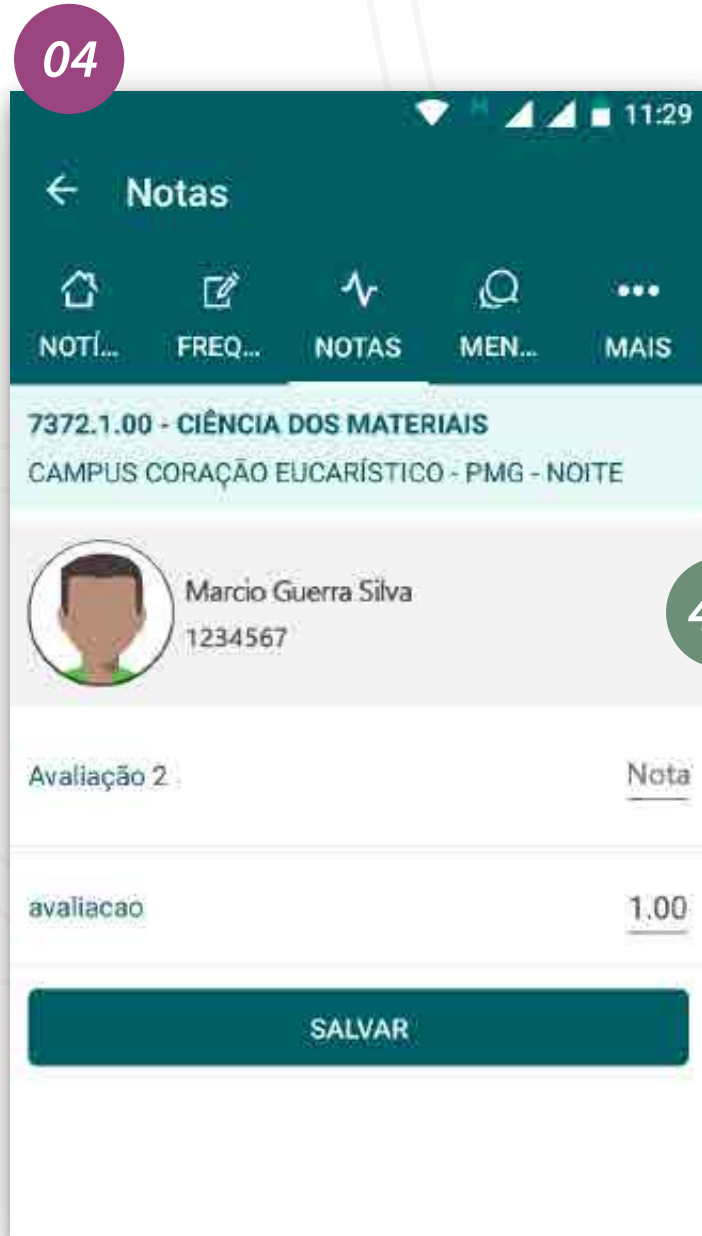 04
11:29
Notas
NOTÍ... FREQ... NOTAS MEN... MAIS
7372.1.00 - CIÊNCIA DOS MATERIAIS
CAMPUS CORAÇÃO EUCARÍSTICO - PMG - NOITE
Marcio Guerra Silva
1234567
4
Avaliação 2 Nota
avaliacao 1.00
SALVAR